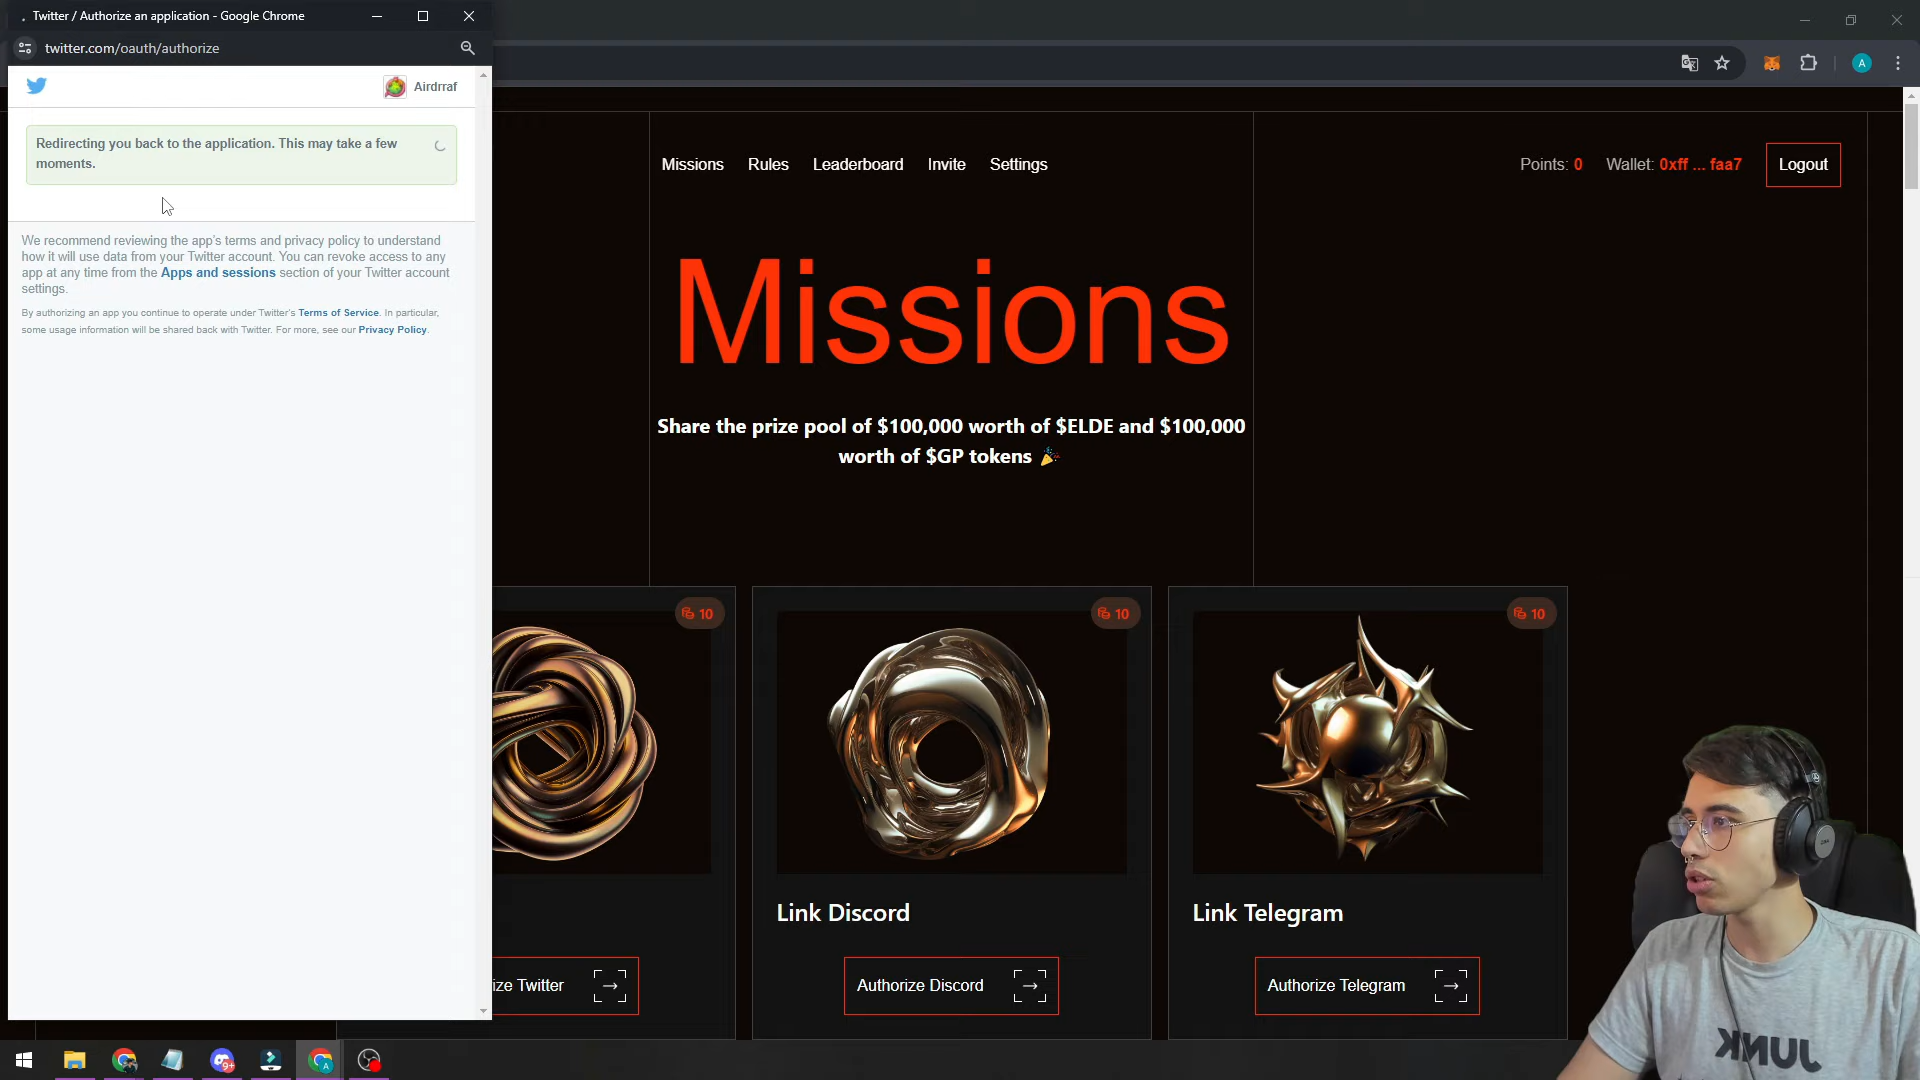 Twitter / Authorize an application - Google Chrome
twitter.com/oauth/authorize
Airdrraf
Redirecting you back to the application. This may take a few
moments.
We recommend reviewing the app's terms and privacy policy to understand
how it will use data from your Twitter account. You can revoke access to any
app at any time from the Apps and sessions section of your Twitter account
settings.
By authorizing an app you continue to operate under Twitter's Terms of Service. In particular,
some usage information will be shared back with Twitter. For more, see our Privacy Policy.
A
Missions Rules Leaderboard Invite Settings
Points: 0 Wallet: 0xff ... faa7 Logout
Missions
Share the prize pool of $100,000 worth of $ELDE and $100,000
worth of $GP tokens
10
10
10
Link Discord
Link Telegram
ize Twitter
Authorize Discord
Authorize Telegram
JUNK
9+
A